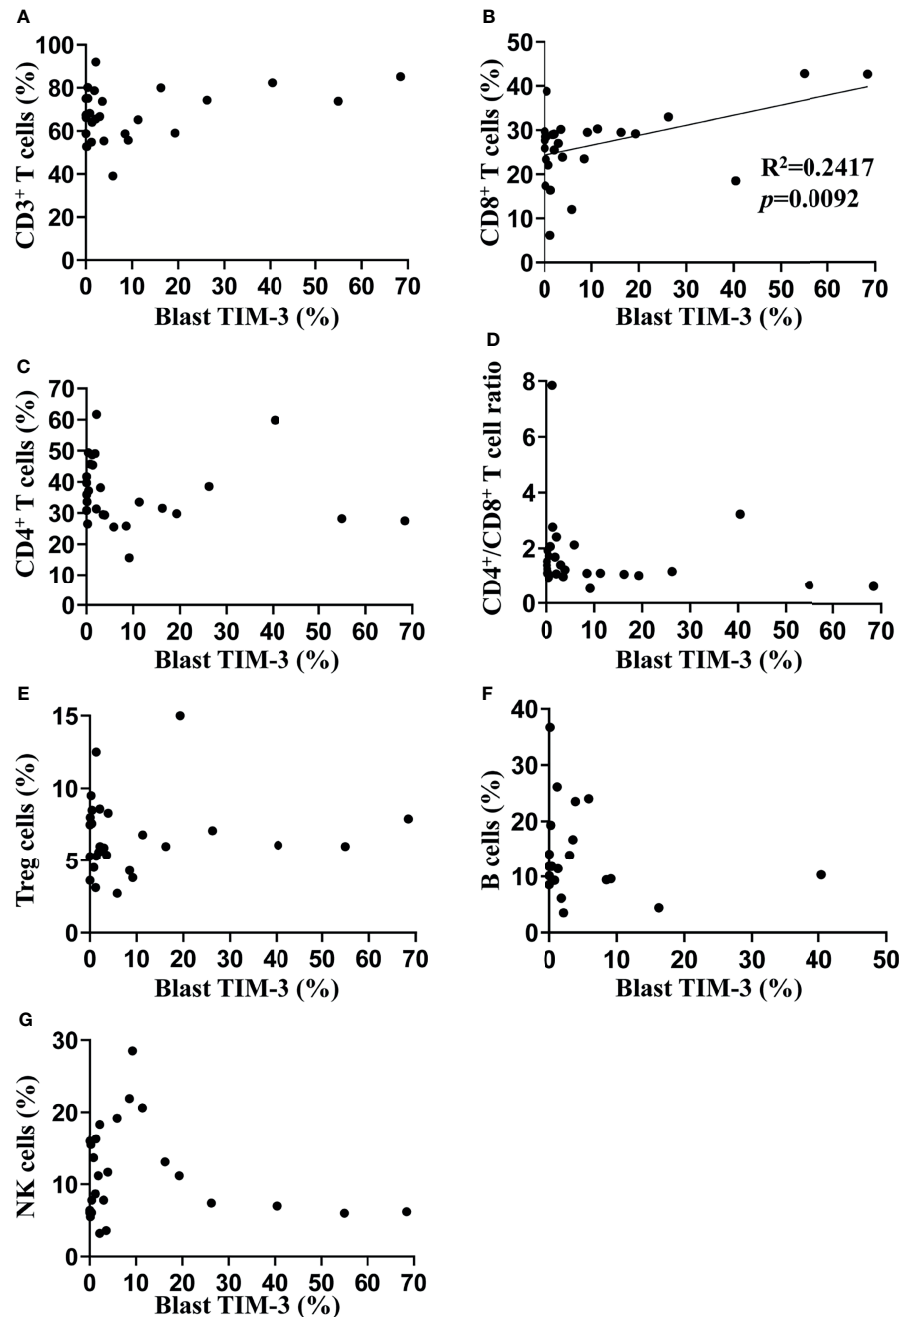 A
CD3+ T cells (%)
100
80
60
40
20
0
0 10 20 30 40 50 60 70
Blast TIM-3 (%)
B
CD8+ T cells (%)
50
40
30
20
10
0
R2=0.2417
p=0.0092
0 10 20 30 40 50 60 70
Blast TIM-3 (%)
C
CD4+ T cells (%)
70
60
50
40
30
20
10
0
0 10 20 30 40 50 60 70
Blast TIM-3 (%)
D
CD4+/CD8+ T cell ratio
8
6
4
2
0
0 10 20 30 40 50 60 70
Blast TIM-3 (%)
E
Treg cells (%)
15
10
5
0
0 10 20 30 40 50 60 70
Blast TIM-3 (%)
F
B cells (%)
40
30
20
10
0
0 10 20 30 40 50
Blast TIM-3 (%)
G
NK cells (%)
30
20
10
0
0 10 20 30 40 50 60 70
Blast TIM-3 (%)